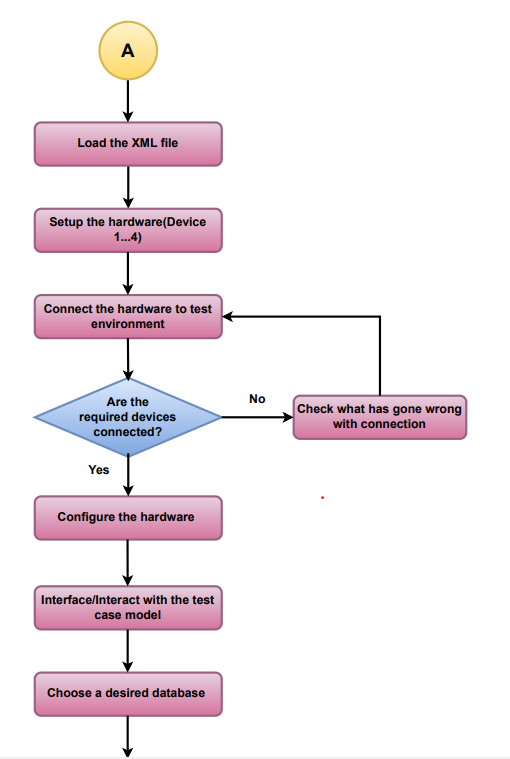 A
Load the XML file
Setup the hardware(Device
1...4)
Connect the hardware to test
environment
Are the
required devices
connected?
No
Check what has gone wrong
with connection
Yes
Configure the hardware
Interface/Interact with the test
case model
Choose a desired database